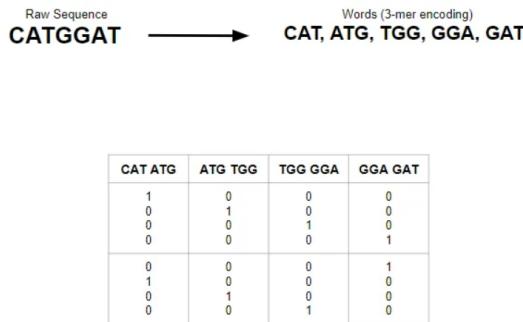 Raw Sequence
CATGGAT
Words (3-mer encoding)
CAT, ATG, TGG, GGA, GAT
CAT ATG ATG TGG TGG GGA GGA GAT
1 0 0 0
0 1 0 0
0 0 1 0
0 0 0 1
0 0 0 1
1 0 0 0
0 1 0 0
0 0 1 0